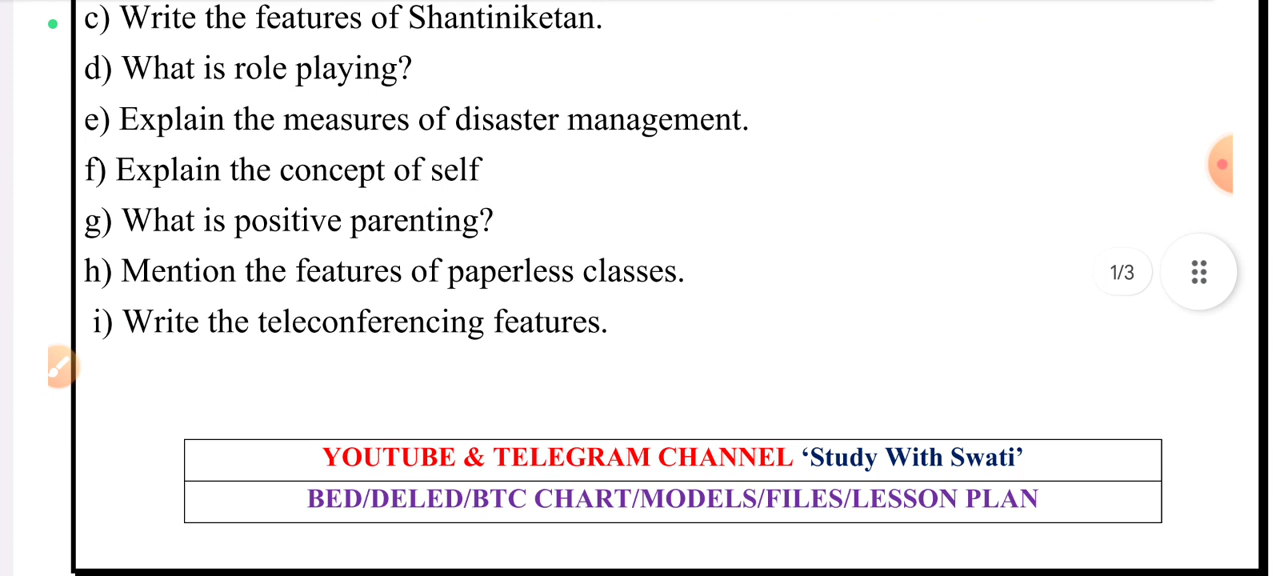 c) Write the features of Shantiniketan.
d) What is role playing?
e) Explain the measures of disaster management.
f) Explain the concept of self
g) What is positive parenting?
h) Mention the features of paperless classes.
1/3
i) Write the teleconferencing features.
YOUTUBE & TELEGRAM CHANNEL ‘Study With Swati’
BED/DELED/BTC CHART/MODELS/FILES/LESSON PLAN